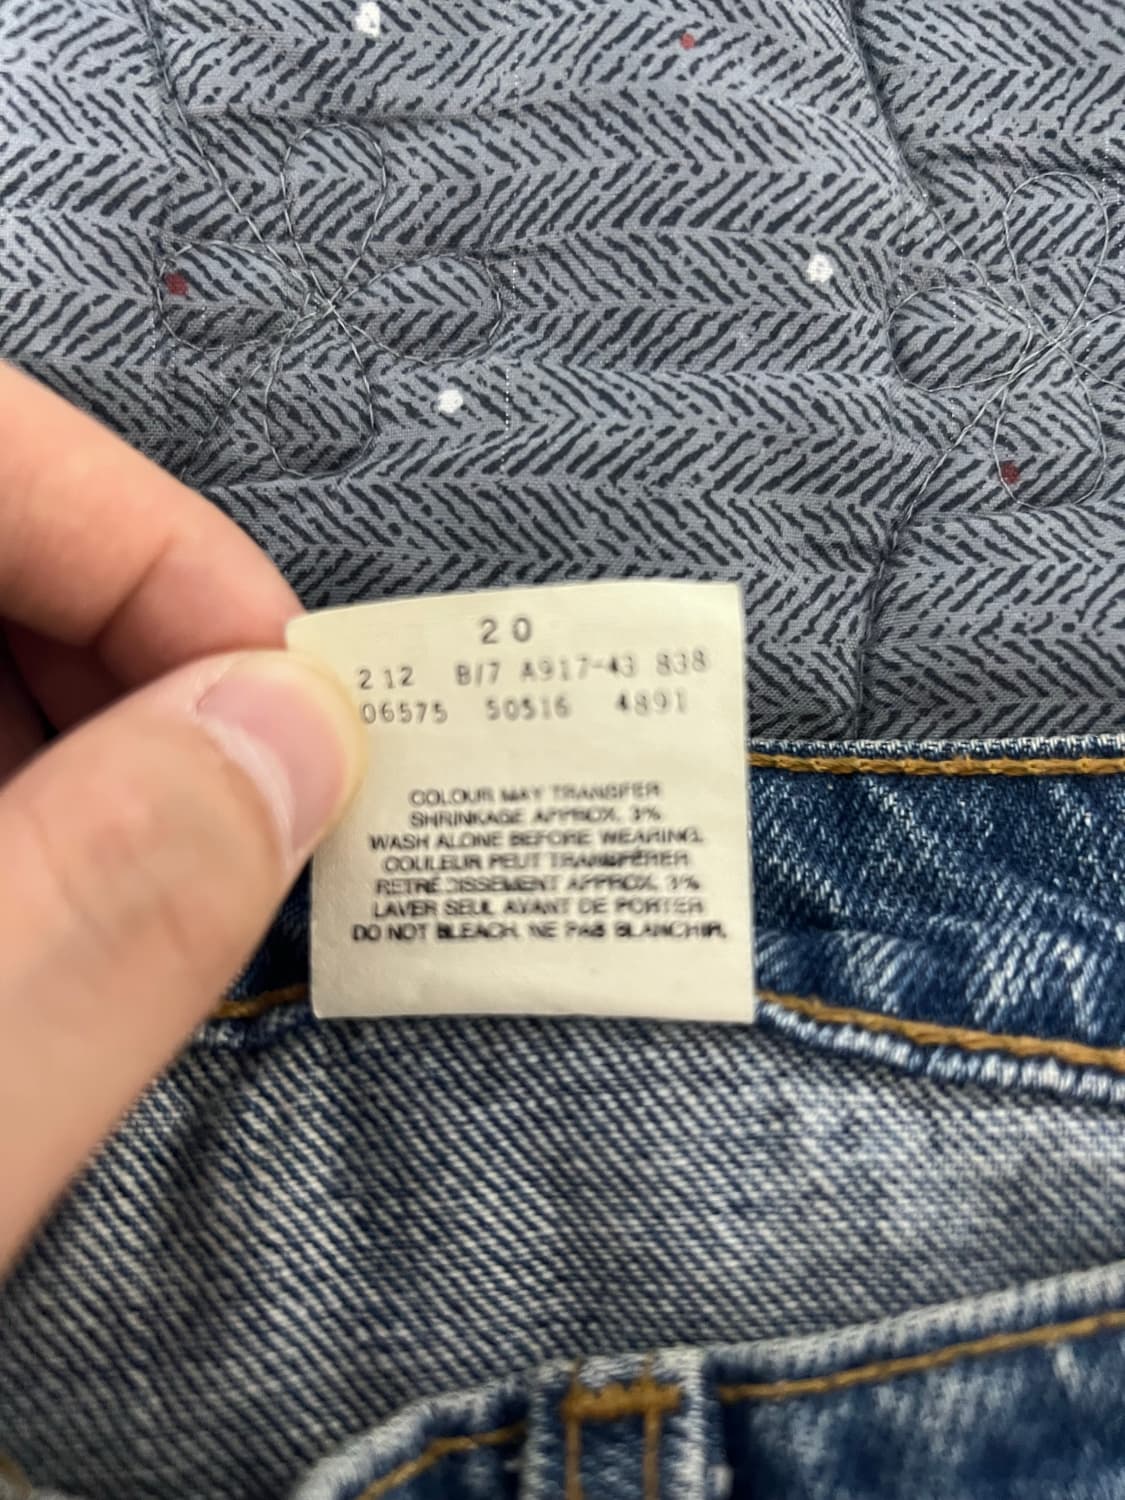 20
212 B/7 A917-43 838
06575 50516 4891
COLOUR MAY TRANSFER
SHRINKAGE APPROX. 3%
WASH ALONE BEFORE WEARING.
COULEUR PEUT TRANSFÉRER
RETRÉCISSEMENT APPROX. 3%
LAVER SEUL AVANT DE PORTER
DO NOT BLEACH. NE PAS BLANCHIR.